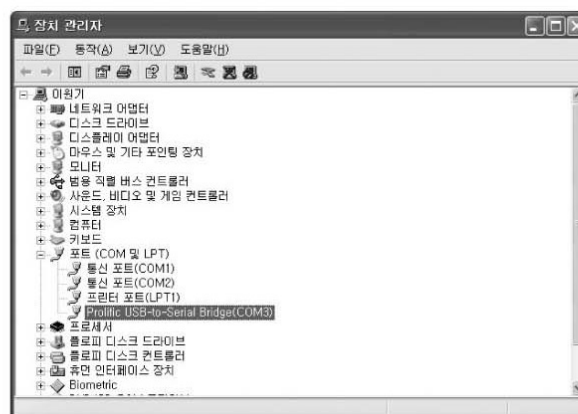 장치 관리자
파일(F) 동작(A) 보기(V) 도움말(H)
이원기
네트워크 어댑터
디스크 드라이브
디스플레이 어댑터
마우스 및 기타 포인팅 장치
모니터
범용 직렬 버스 컨트롤러
사운드, 비디오 및 게임 컨트롤러
시스템 장치
컴퓨터
키보드
포트 (COM 및 LPT)
통신 포트(COM1)
통신 포트(COM2)
프린터 포트(LPT1)
Prolific USB-to-Serial Bridge(COM3)
프로세서
플로피 디스크 드라이브
플로피 디스크 컨트롤러
휴먼 인터페이스 장치
Biometric